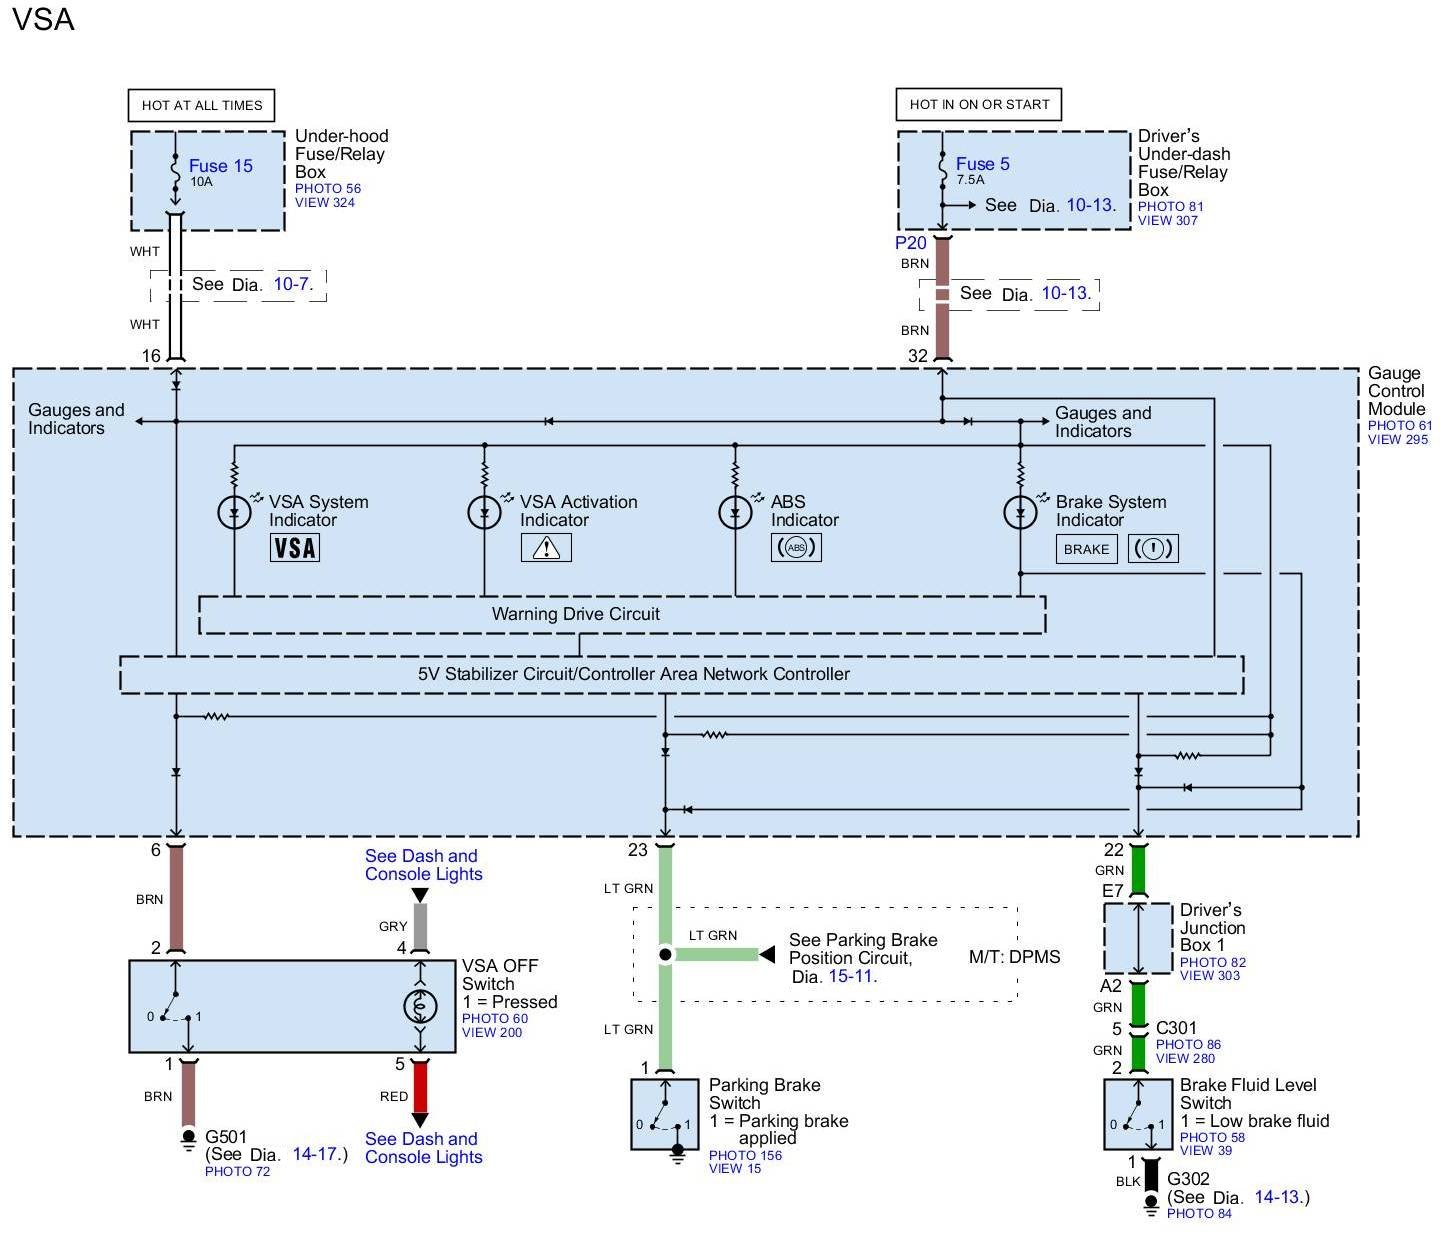 VSA
HOT AT ALL TIMES
HOT IN ON OR START
Under-hood
Fuse/Relay
Box
PHOTO 56
VIEW 324
Fuse 15
10A
Driver's
Under-dash
Fuse/Relay
Box
PHOTO 81
VIEW 307
Fuse 5
7.5A
See Dia. 10-13.
P20
WHT
BRN
See Dia. 10-7.
See Dia. 10-13.
WHT
BRN
16
32
Gauge
Control
Module
PHOTO 61
VIEW 295
Gauges and
Indicators
Gauges and
Indicators
VSA System
Indicator
VSA
VSA Activation
Indicator
!
ABS
Indicator
(ABS)
Brake System
Indicator
BRAKE
(!)
Warning Drive Circuit
5V Stabilizer Circuit/Controller Area Network Controller
6
See Dash and
Console Lights
23
22
GRN
E7
BRN
GRY
LT GRN
2
4
LT GRN
See Parking Brake
Position Circuit,
Dia. 15-11.
M/T: DPMS
Driver's
Junction
Box 1
PHOTO 82
VIEW 303
VSA OFF
Switch
1 = Pressed
PHOTO 60
VIEW 200
0
1
A2
GRN
5
C301
PHOTO 86
VIEW 280
LT GRN
GRN
1
5
1
2
BRN
RED
Parking Brake
Switch
1 = Parking brake
applied
PHOTO 156
VIEW 15
0
1
Brake Fluid Level
Switch
1 = Low brake fluid
PHOTO 58
VIEW 39
0
1
G501
(See Dia. 14-17.)
PHOTO 72
See Dash and
Console Lights
1
BLK
G302
(See Dia. 14-13.)
PHOTO 84